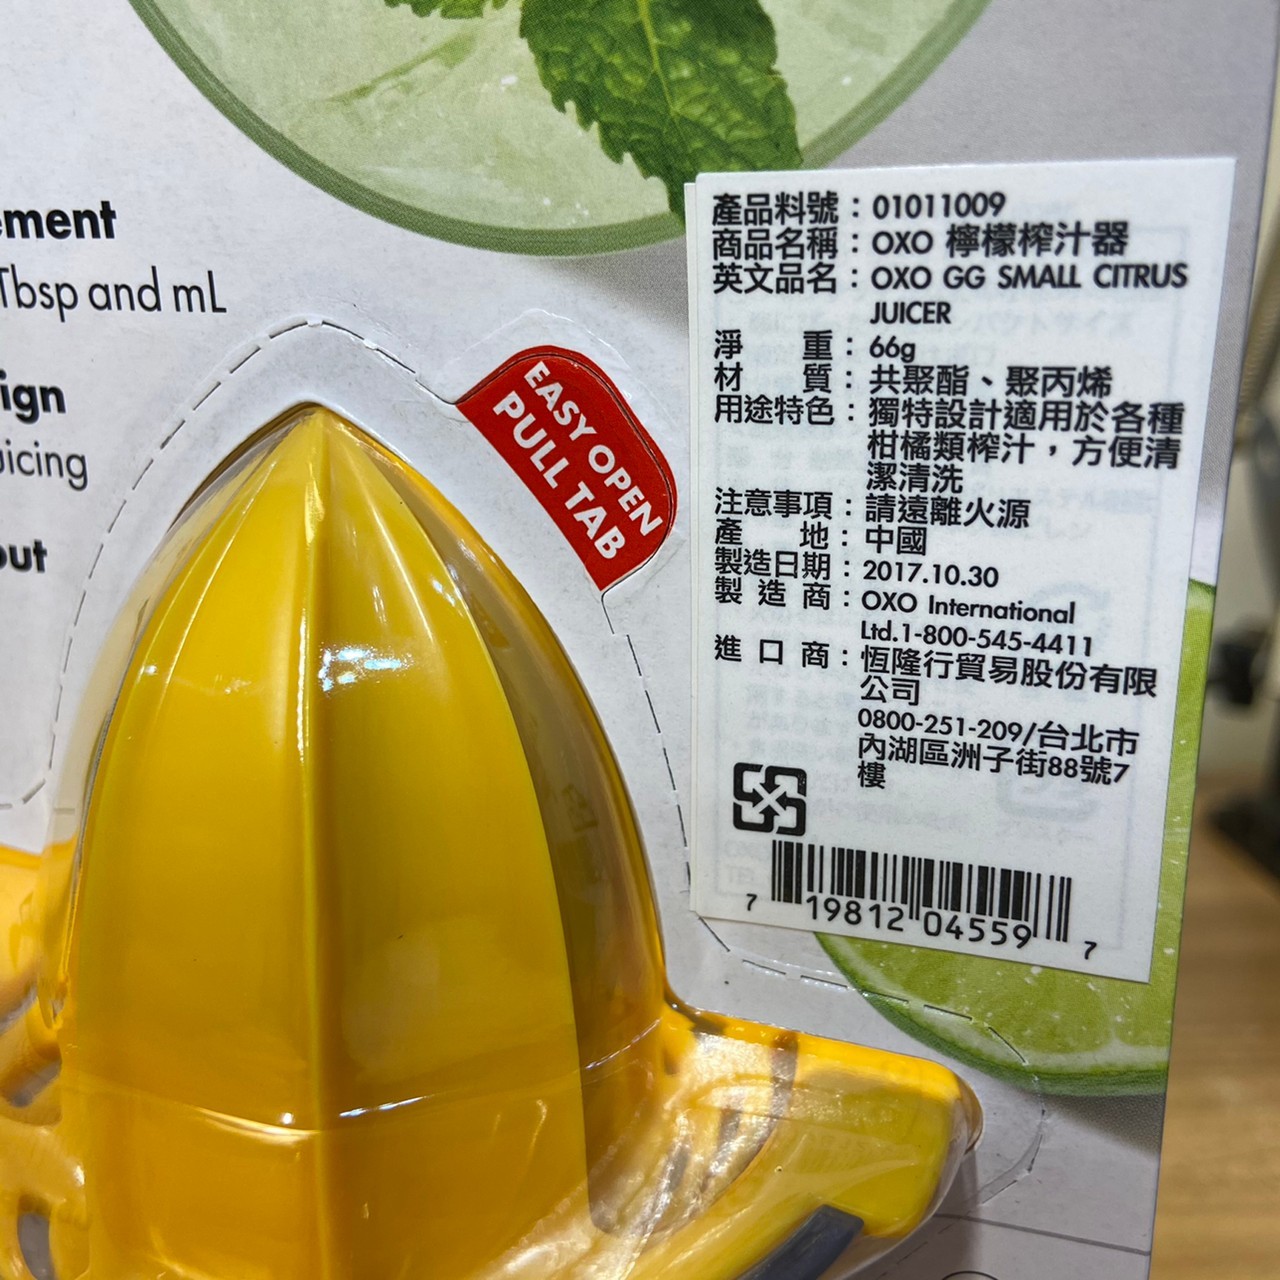 ement
Tbsp and mL
ign
uicing
out
EASY OPEN
PULL TAB
產品料號：01011009
商品名稱：OXO 檸檬榨汁器
英文品名：OXO GG SMALL CITRUS
JUICER
淨重：66g
材質：共聚酯、聚丙烯
用途特色：獨特設計適用於各種
柑橘類榨汁，方便清
潔清洗
注意事項：請遠離火源
產地：中國
製造日期：2017.10.30
製造商：OXO International
Ltd.1-800-545-4411
進口商：恆隆行貿易股份有限
公司
0800-251-209/台北市
內湖區洲子街88號7
樓
7 19812 04559 7